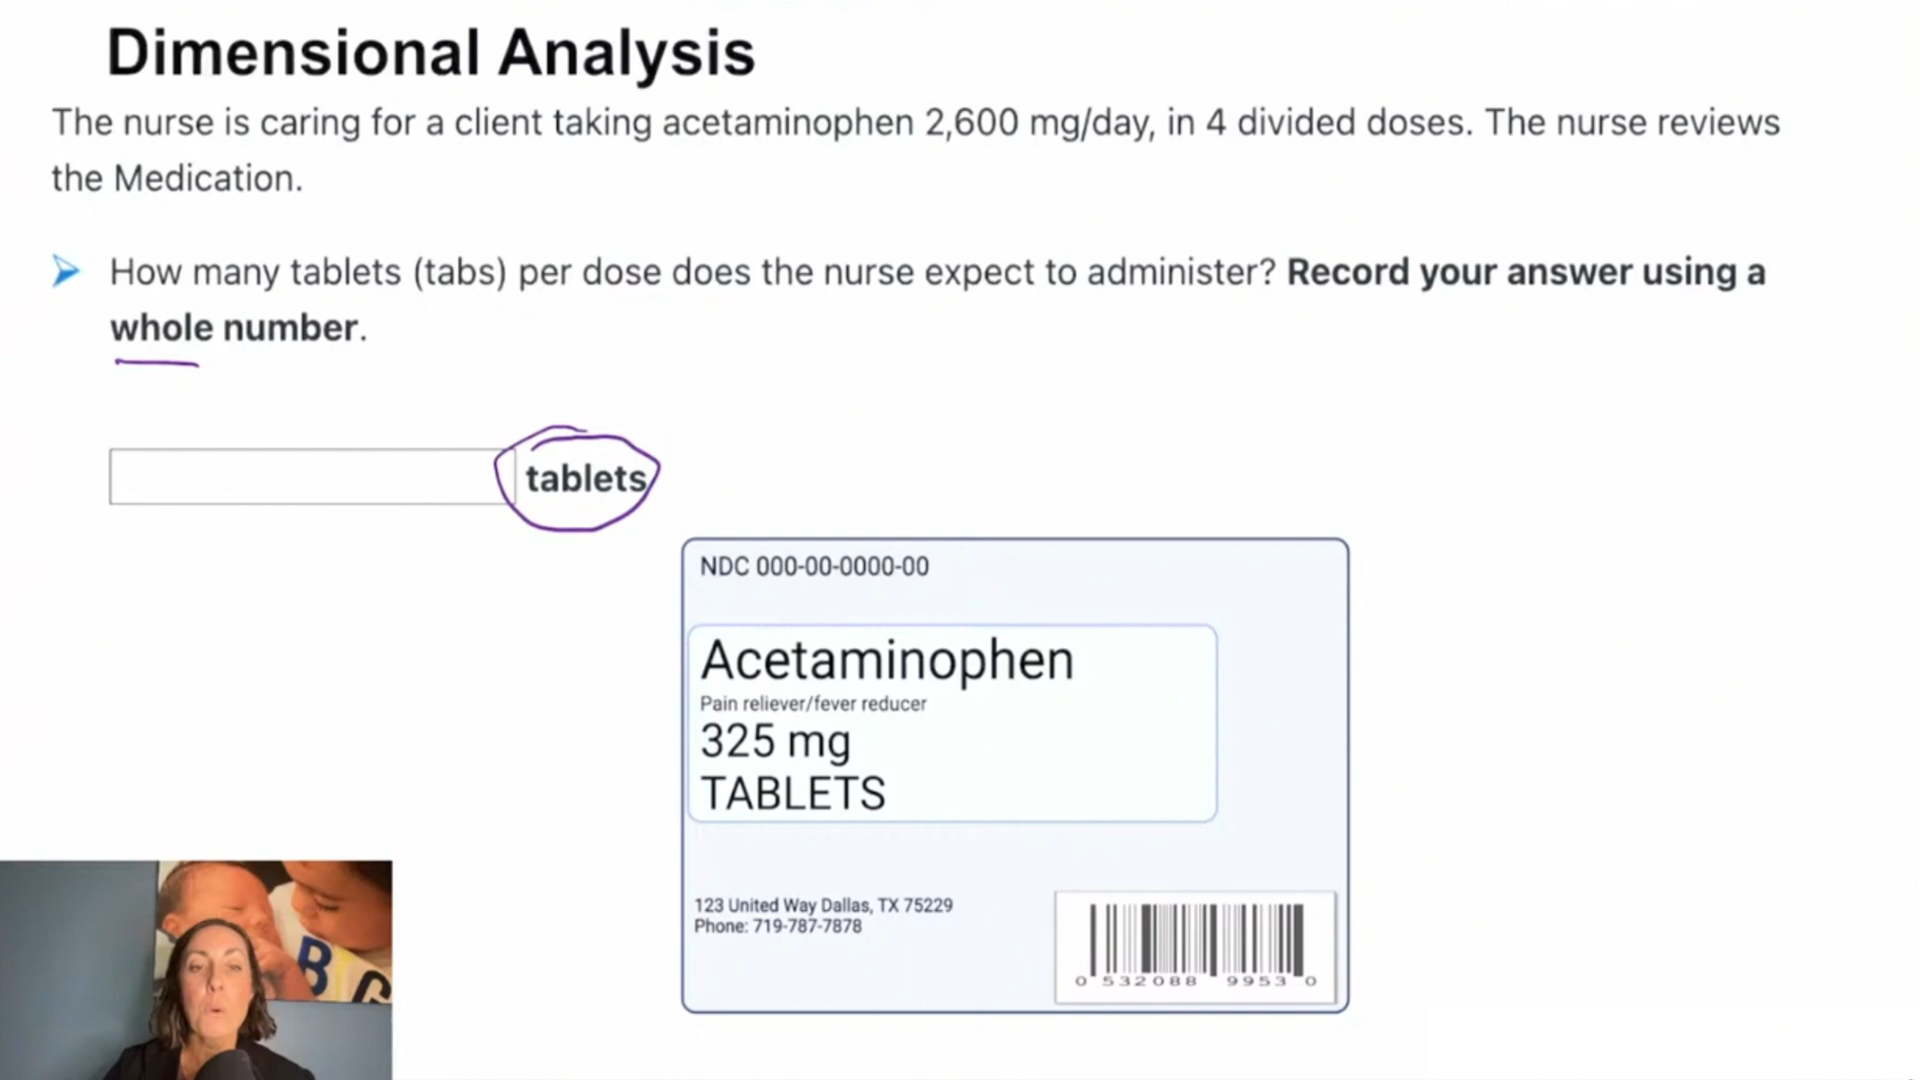 Dimensional Analysis
The nurse is caring for a client taking acetaminophen 2,600 mg/day, in 4 divided doses. The nurse reviews
the Medication.
How many tablets (tabs) per dose does the nurse expect to administer? Record your answer using a
whole number.
tablets
NDC 000-00-0000-00
Acetaminophen
Pain reliever/fever reducer
325 mg
TABLETS
123 United Way Dallas, TX 75229
Phone: 719-787-7878
0 532088 9953 0
B